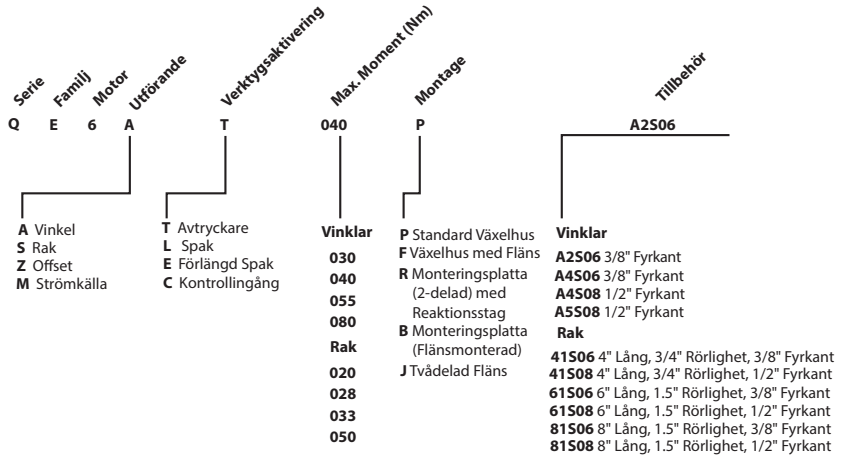 Serie
Familj
Motor
Utförande
Verktygsaktivering
Max. Moment (Nm)
Montage
Tillbehör
Q E 6 A T 040 P A2S06
A Vinkel
S Rak
Z Offset
M Strömkälla
T Avtryckare
L Spak
E Förlängd Spak
C Kontrollingång
Vinklar
030
040
055
080
Rak
020
028
033
050
P Standard Växelhus
F Växelhus med Fläns
R Monteringsplatta
(2-delad) med
Reaktionsstag
B Monteringsplatta
(Flänsmonterad)
J Tvådelad Fläns
Vinklar
A2S06 3/8" Fyrkant
A4S06 3/8" Fyrkant
A4S08 1/2" Fyrkant
A5S08 1/2" Fyrkant
Rak
41S06 4" Lång, 3/4" Rörlighet, 3/8" Fyrkant
41S08 4" Lång, 3/4" Rörlighet, 1/2" Fyrkant
61S06 6" Lång, 1.5" Rörlighet, 3/8" Fyrkant
61S08 6" Lång, 1.5" Rörlighet, 1/2" Fyrkant
81S06 8" Lång, 1.5" Rörlighet, 3/8" Fyrkant
81S08 8" Lång, 1.5" Rörlighet, 1/2" Fyrkant